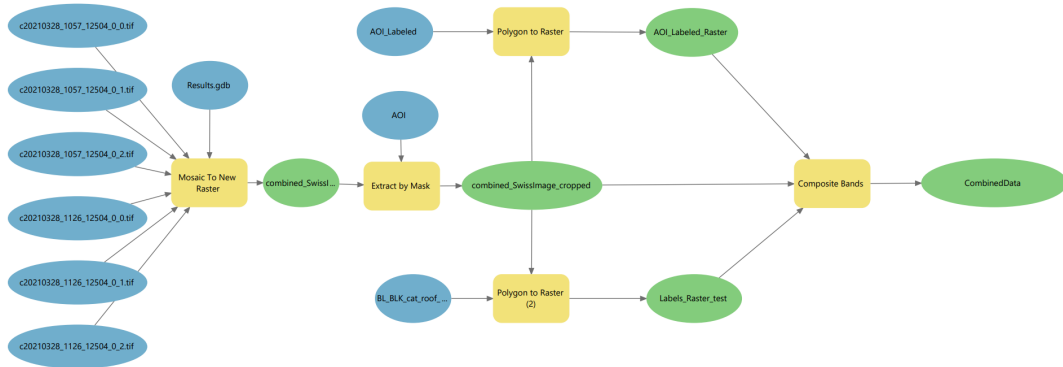 c20210328_1057_12504_0_0.tif
c20210328_1057_12504_0_1.tif
c20210328_1057_12504_0_2.tif
c20210328_1126_12504_0_0.tif
c20210328_1126_12504_0_1.tif
c20210328_1126_12504_0_2.tif
Results.gdb
Mosaic To New
Raster
combined_SwissI...
AOI
Extract by Mask
AOI_Labeled
Polygon to Raster
AOI_Labeled_Raster
combined_SwissImage_cropped
BL_BLK_cat_roof_...
Polygon to Raster
(2)
Labels_Raster_test
Composite Bands
CombinedData